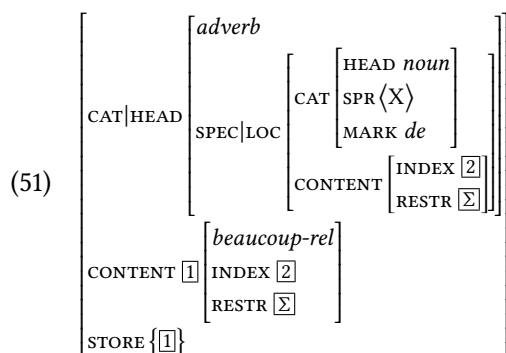 adverb
HEAD noun
CAT SPR ⟨X⟩
CAT|HEAD SPEC|LOC MARK de
CONTENT INDEX 2
RESTR Σ
(51)
beaucoup-rel
CONTENT 1 INDEX 2
RESTR Σ
STORE {1}